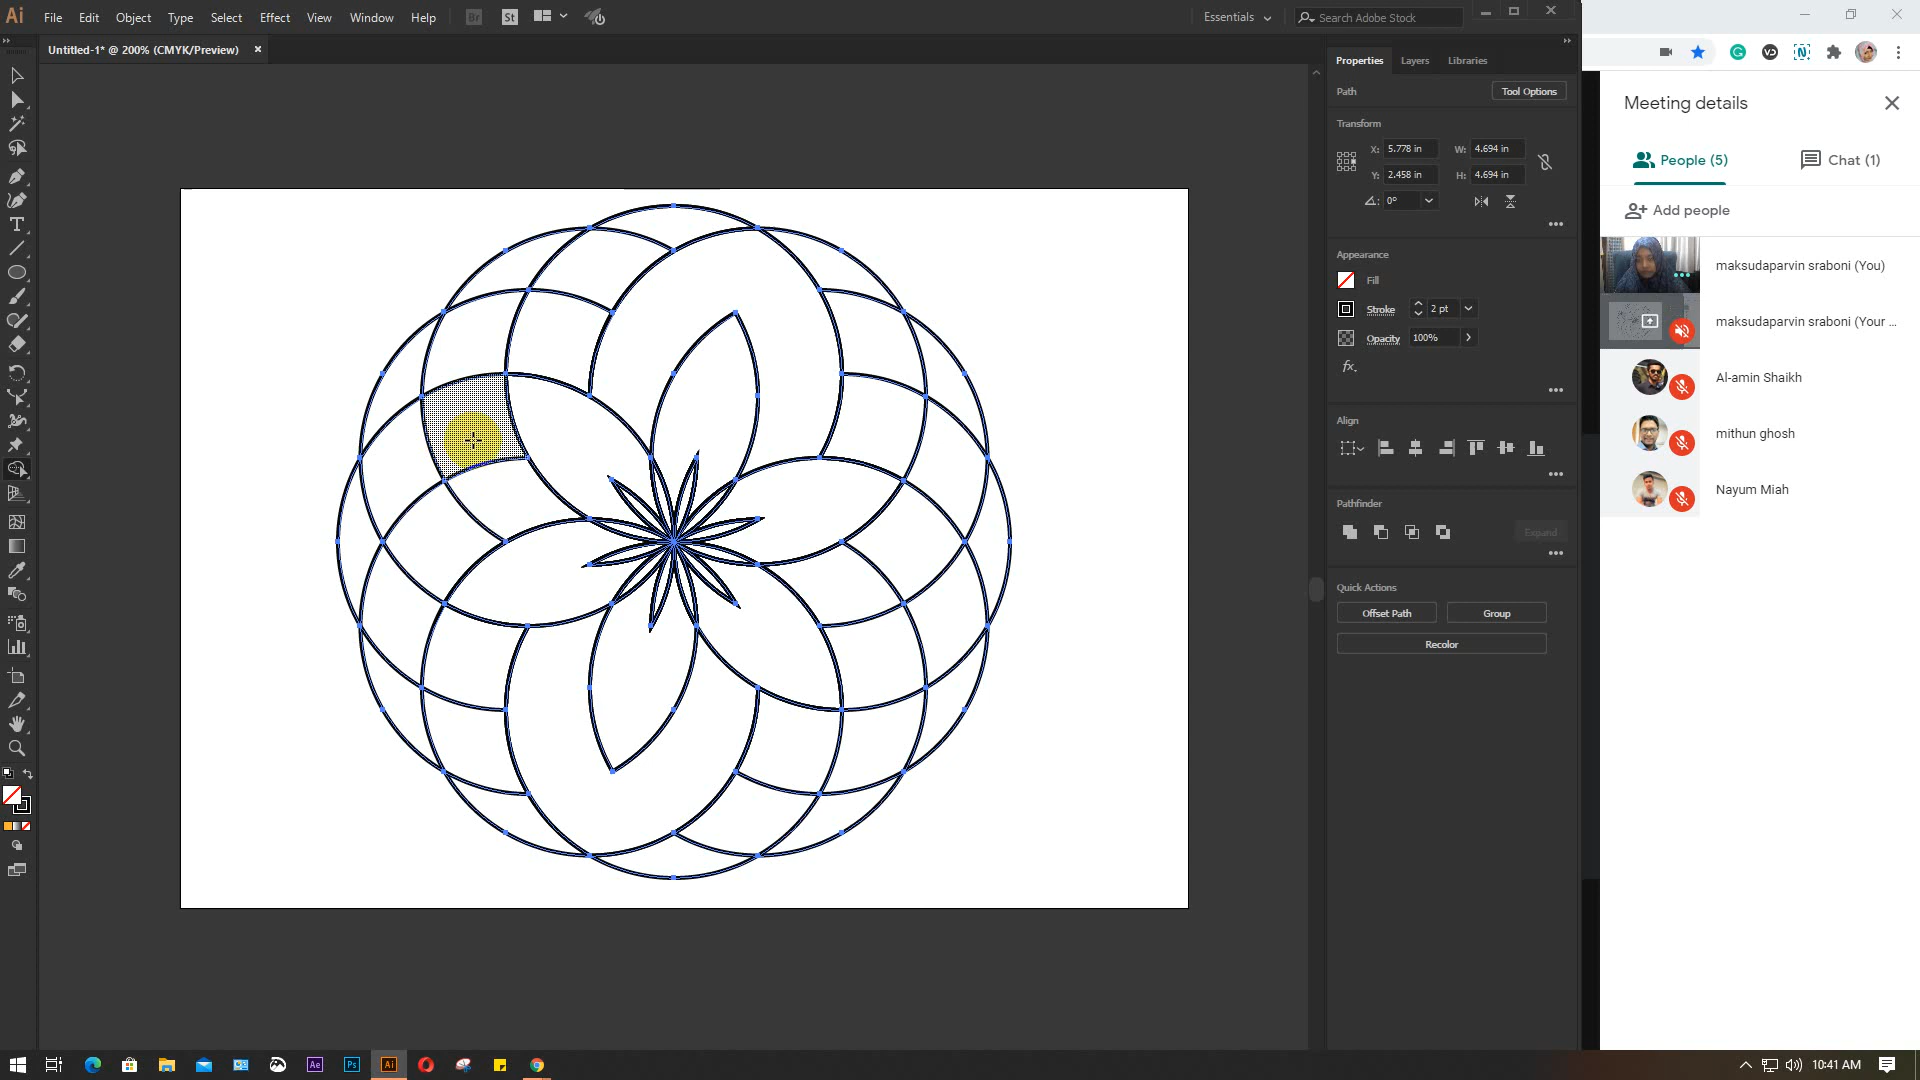 Ai File Edit Object Type Select Effect View Window Help Br St Essentials Search Adobe Stock
Untitled-1* @ 200% (CMYK/Preview) ×
Properties Layers Libraries
Path Tool Options
Transform
X: 5.778 in W: 4.694 in
Y: 2.458 in H: 4.694 in
0°
Appearance
Fill
Stroke 2 pt
Opacity 100%
fx.
Align
Pathfinder
Expand
Quick Actions
Offset Path Group
Recolor
Meeting details
People (5) Chat (1)
Add people
maksudaparvin sraboni (You)
maksudaparvin sraboni (Your ...
Al-amin Shaikh
mithun ghosh
Nayum Miah
Ae Ps Ai
10:41 AM